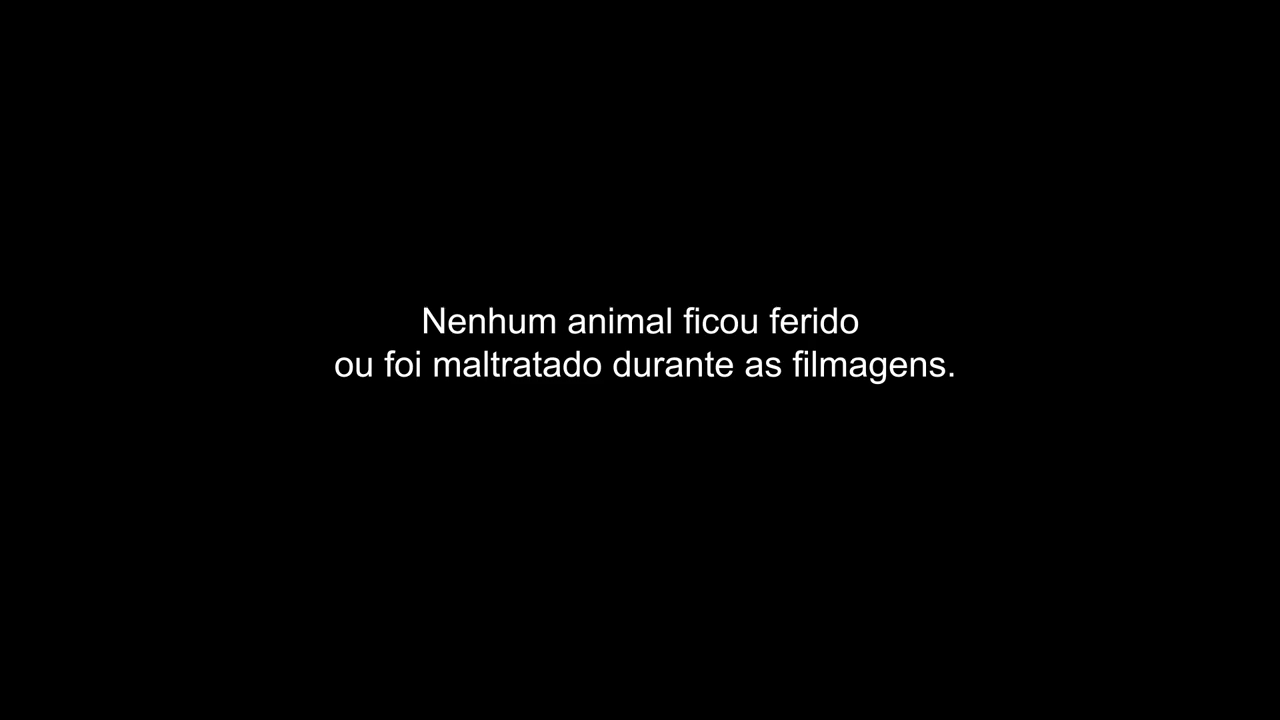 Nenhum animal ficou ferido
ou foi maltratado durante as filmagens.